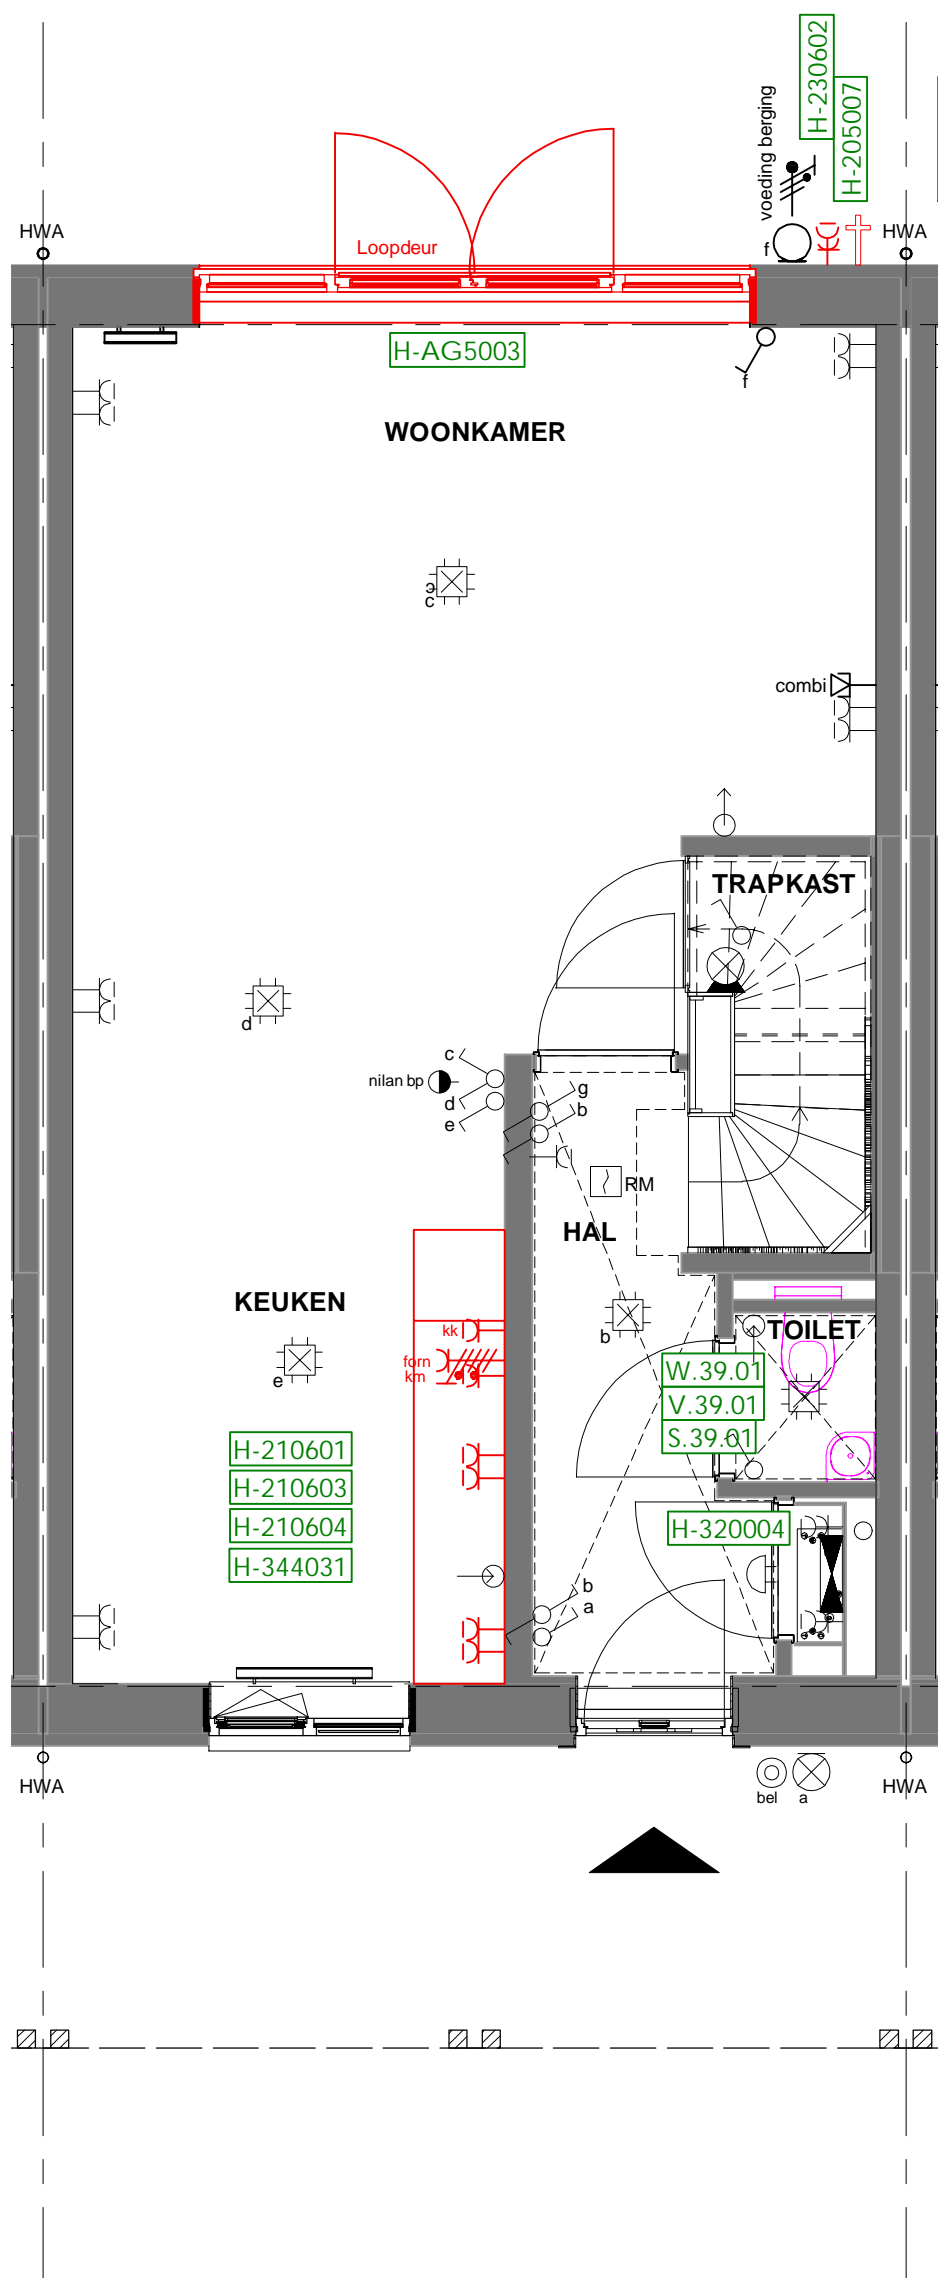 H-230602
H-205007
voeding berging
f
HWA
HWA
Loopdeur
H-AG5003
f
WOONKAMER
c
c
combi
TRAPKAST
d
c
nilan bp
d
e
g
b
RM
HAL
KEUKEN
kk
forn
km
e
b
TOILET
W.39.01
V.39.01
S.39.01
H-210601
H-210603
H-210604
H-344031
H-320004
b
a
HWA
bel
a
HWA